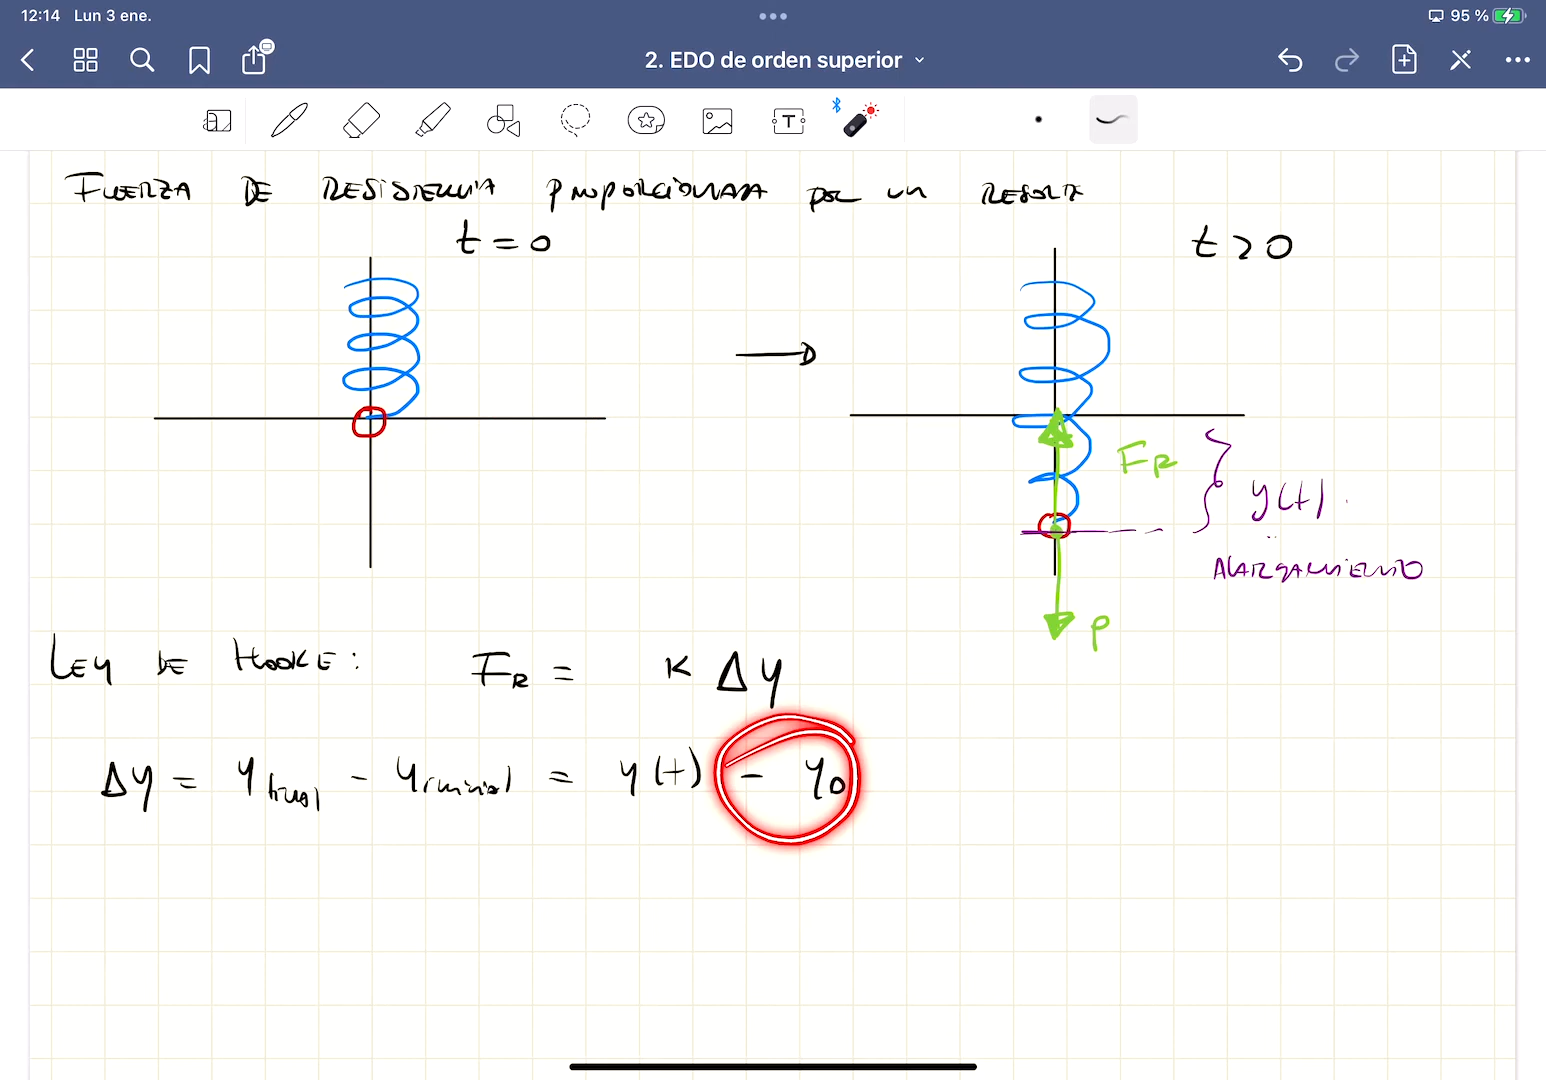 12:14 Lun 3 ene.
95 %
2. EDO de orden superior
T
FUERZA DE RESISTENCIA PROPORCIONADA POR UN RESORTE
t = 0
t > 0
FR
y(t)
ALARGAMIENTO
P
LEY DE HOOKE: FR = K Δy
Δy = y final - y inicial = y(t) - y0